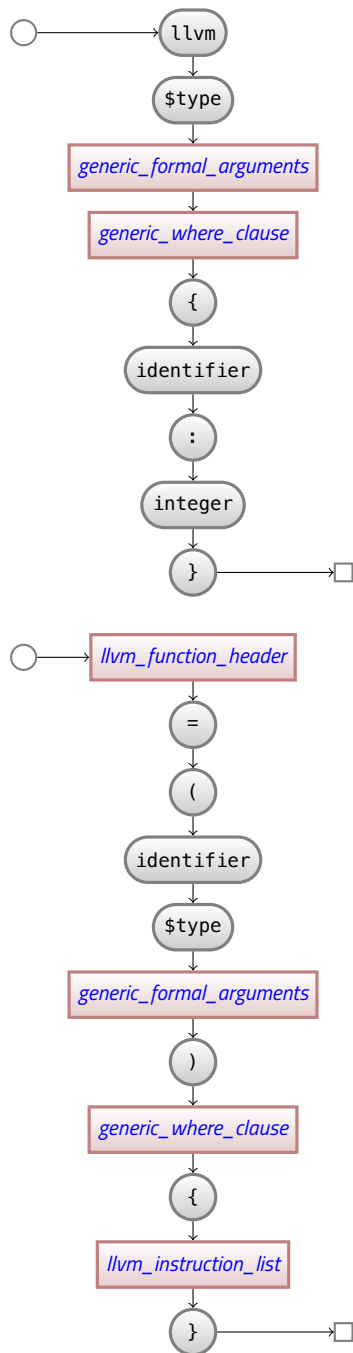 llvm
$type
generic_formal_arguments
generic_where_clause
{
identifier
:
integer
}
llvm_function_header
=
(
identifier
$type
generic_formal_arguments
)
generic_where_clause
{
llvm_instruction_list
}